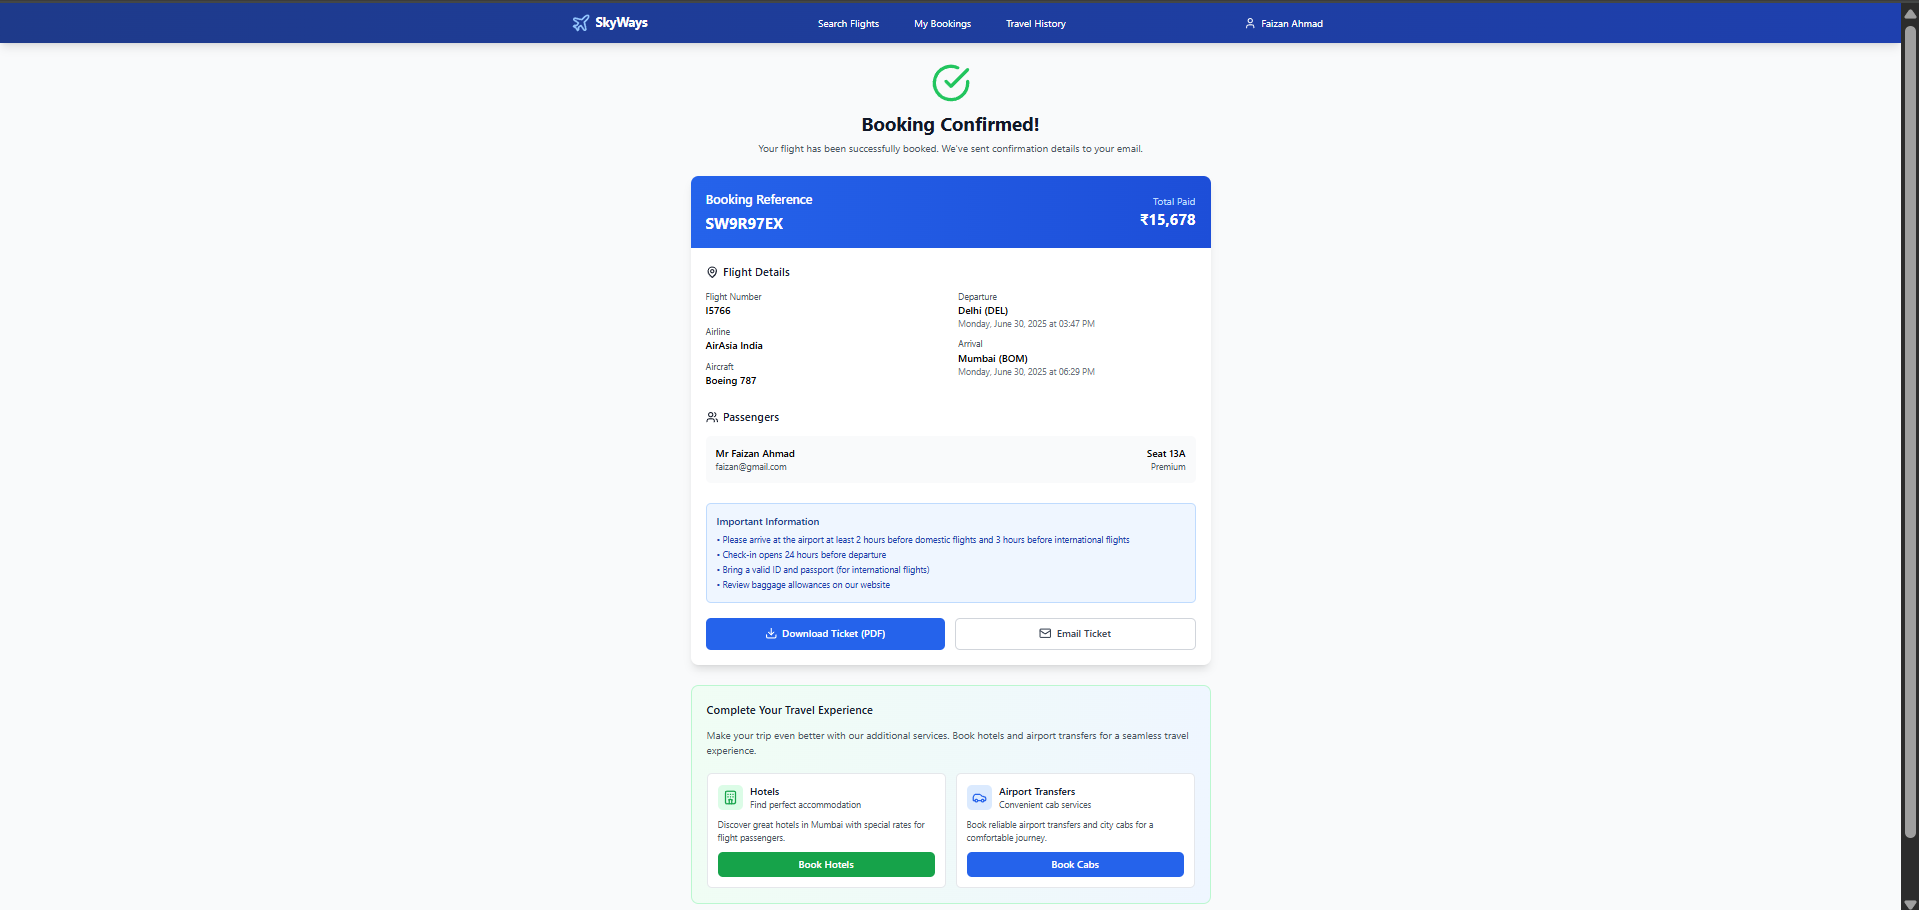 SkyWays
Search Flights
My Bookings
Travel History
Faizan Ahmad
Booking Confirmed!
Your flight has been successfully booked. We've sent confirmation details to your email.
Booking Reference
SW9R97EX
Total Paid
₹15,678
Flight Details
Flight Number
I5766
Airline
AirAsia India
Aircraft
Boeing 787
Departure
Delhi (DEL)
Monday, June 30, 2025 at 03:47 PM
Arrival
Mumbai (BOM)
Monday, June 30, 2025 at 06:29 PM
Passengers
Mr Faizan Ahmad
faizan@gmail.com
Seat 13A
Premium
Important Information
• Please arrive at the airport at least 2 hours before domestic flights and 3 hours before international flights
• Check-in opens 24 hours before departure
• Bring a valid ID and passport (for international flights)
• Review baggage allowances on our website
Download Ticket (PDF)
Email Ticket
Complete Your Travel Experience
Make your trip even better with our additional services. Book hotels and airport transfers for a seamless travel
experience.
Hotels
Find perfect accommodation
Discover great hotels in Mumbai with special rates for
flight passengers.
Book Hotels
Airport Transfers
Convenient cab services
Book reliable airport transfers and city cabs for a
comfortable journey.
Book Cabs